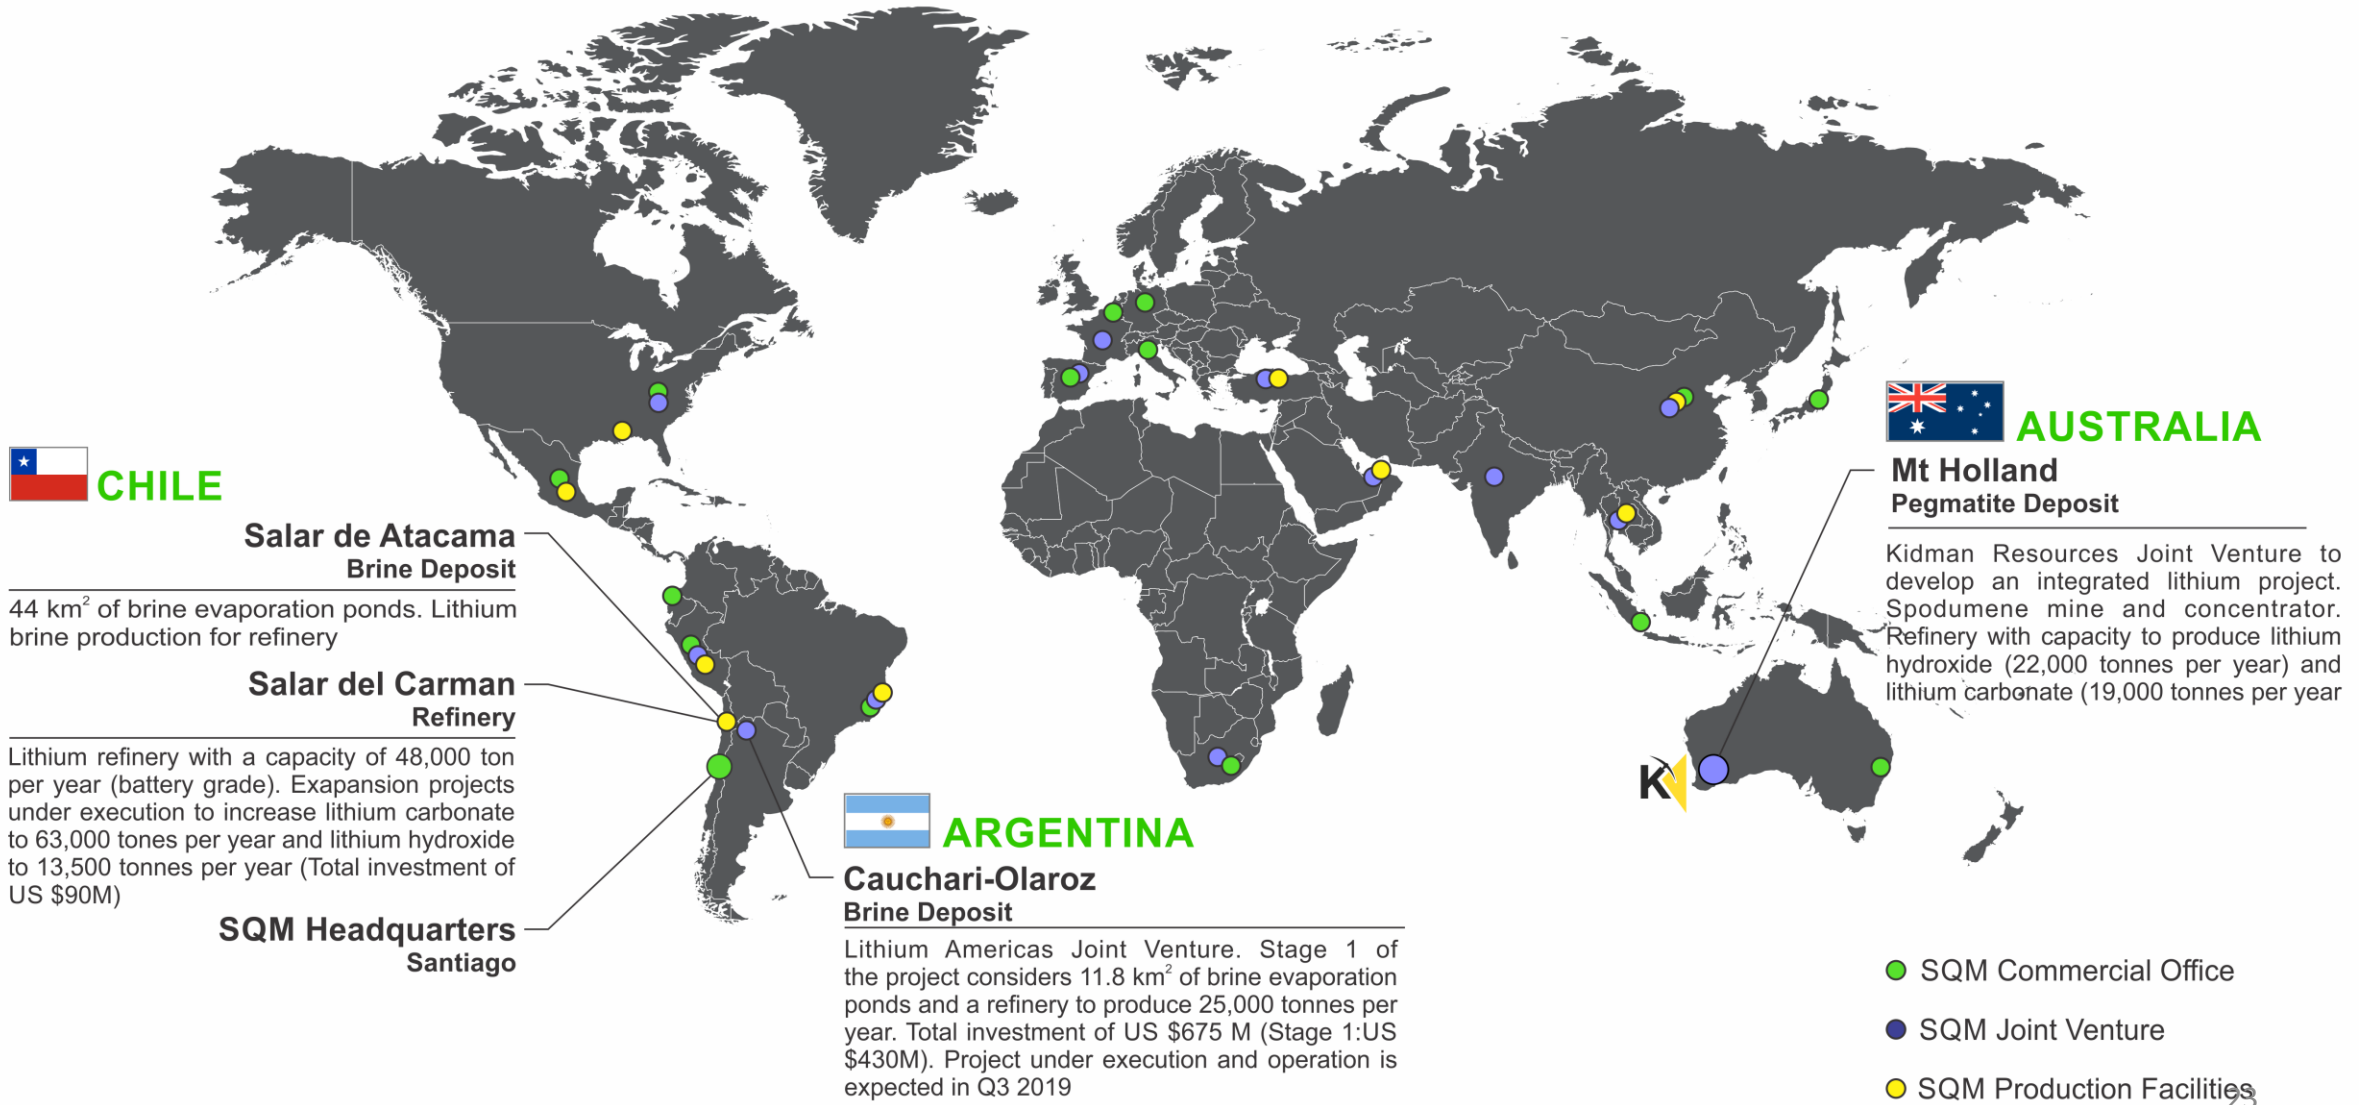 CHILE
Salar de Atacama
Brine Deposit
44 km² of brine evaporation ponds. Lithium
brine production for refinery
Salar del Carman
Refinery
Lithium refinery with a capacity of 48,000 ton
per year (battery grade). Exapansion projects
under execution to increase lithium carbonate
to 63,000 tones per year and lithium hydroxide
to 13,500 tonnes per year (Total investment of
US $90M)
SQM Headquarters
Santiago
ARGENTINA
Cauchari-Olaroz
Brine Deposit
Lithium Americas Joint Venture. Stage 1 of
the project considers 11.8 km² of brine evaporation
ponds and a refinery to produce 25,000 tonnes per
year. Total investment of US $675 M (Stage 1:US
$430M). Project under execution and operation is
expected in Q3 2019
AUSTRALIA
Mt Holland
Pegmatite Deposit
Kidman Resources Joint Venture to
develop an integrated lithium project.
Spodumene mine and concentrator.
Refinery with capacity to produce lithium
hydroxide (22,000 tonnes per year) and
lithium carbonate (19,000 tonnes per year
K
SQM Commercial Office
SQM Joint Venture
SQM Production Facilities
23